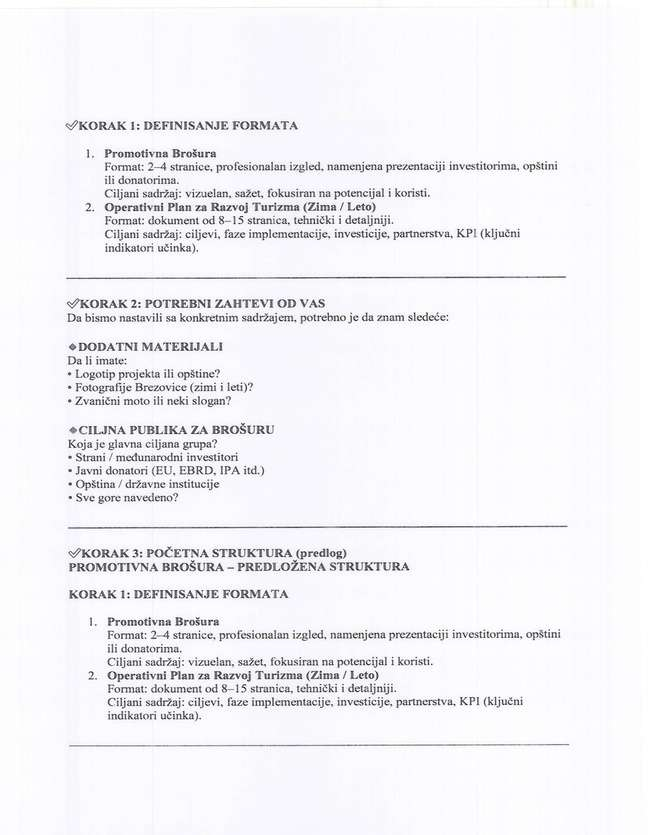 ✓KORAK 1: DEFINISANJE FORMATA
1. Promotivna Brošura
Format: 2–4 stranice, profesionalan izgled, namenjena prezentaciji investitorima, opštini
ili donatorima.
Ciljani sadržaj: vizuelan, sažet, fokusiran na potencijal i koristi.
2. Operativni Plan za Razvoj Turizma (Zima / Leto)
Format: dokument od 8–15 stranica, tehnički i detaljniji.
Ciljani sadržaj: ciljevi, faze implementacije, investicije, partnerstva, KPI (ključni
indikatori učinka).
✓KORAK 2: POTREBNI ZAHTEVI OD VAS
Da bismo nastavili sa konkretnim sadržajem, potrebno je da znam sledeće:
◆DODATNI MATERIJALI
Da li imate:
• Logotip projekta ili opštine?
• Fotografije Brezovice (zimi i leti)?
• Zvanični moto ili neki slogan?
◆CILJNA PUBLIKA ZA BROŠURU
Koja je glavna ciljana grupa?
• Strani / međunarodni investitori
• Javni donatori (EU, EBRD, IPA itd.)
• Opština / državne institucije
• Sve gore navedeno?
✓KORAK 3: POČETNA STRUKTURA (predlog)
PROMOTIVNA BROŠURA – PREDLOŽENA STRUKTURA
KORAK 1: DEFINISANJE FORMATA
1. Promotivna Brošura
Format: 2–4 stranice, profesionalan izgled, namenjena prezentaciji investitorima, opštini
ili donatorima.
Ciljani sadržaj: vizuelan, sažet, fokusiran na potencijal i koristi.
2. Operativni Plan za Razvoj Turizma (Zima / Leto)
Format: dokument od 8–15 stranica, tehnički i detaljniji.
Ciljani sadržaj: ciljevi, faze implementacije, investicije, partnerstva, KPI (ključni
indikatori učinka).